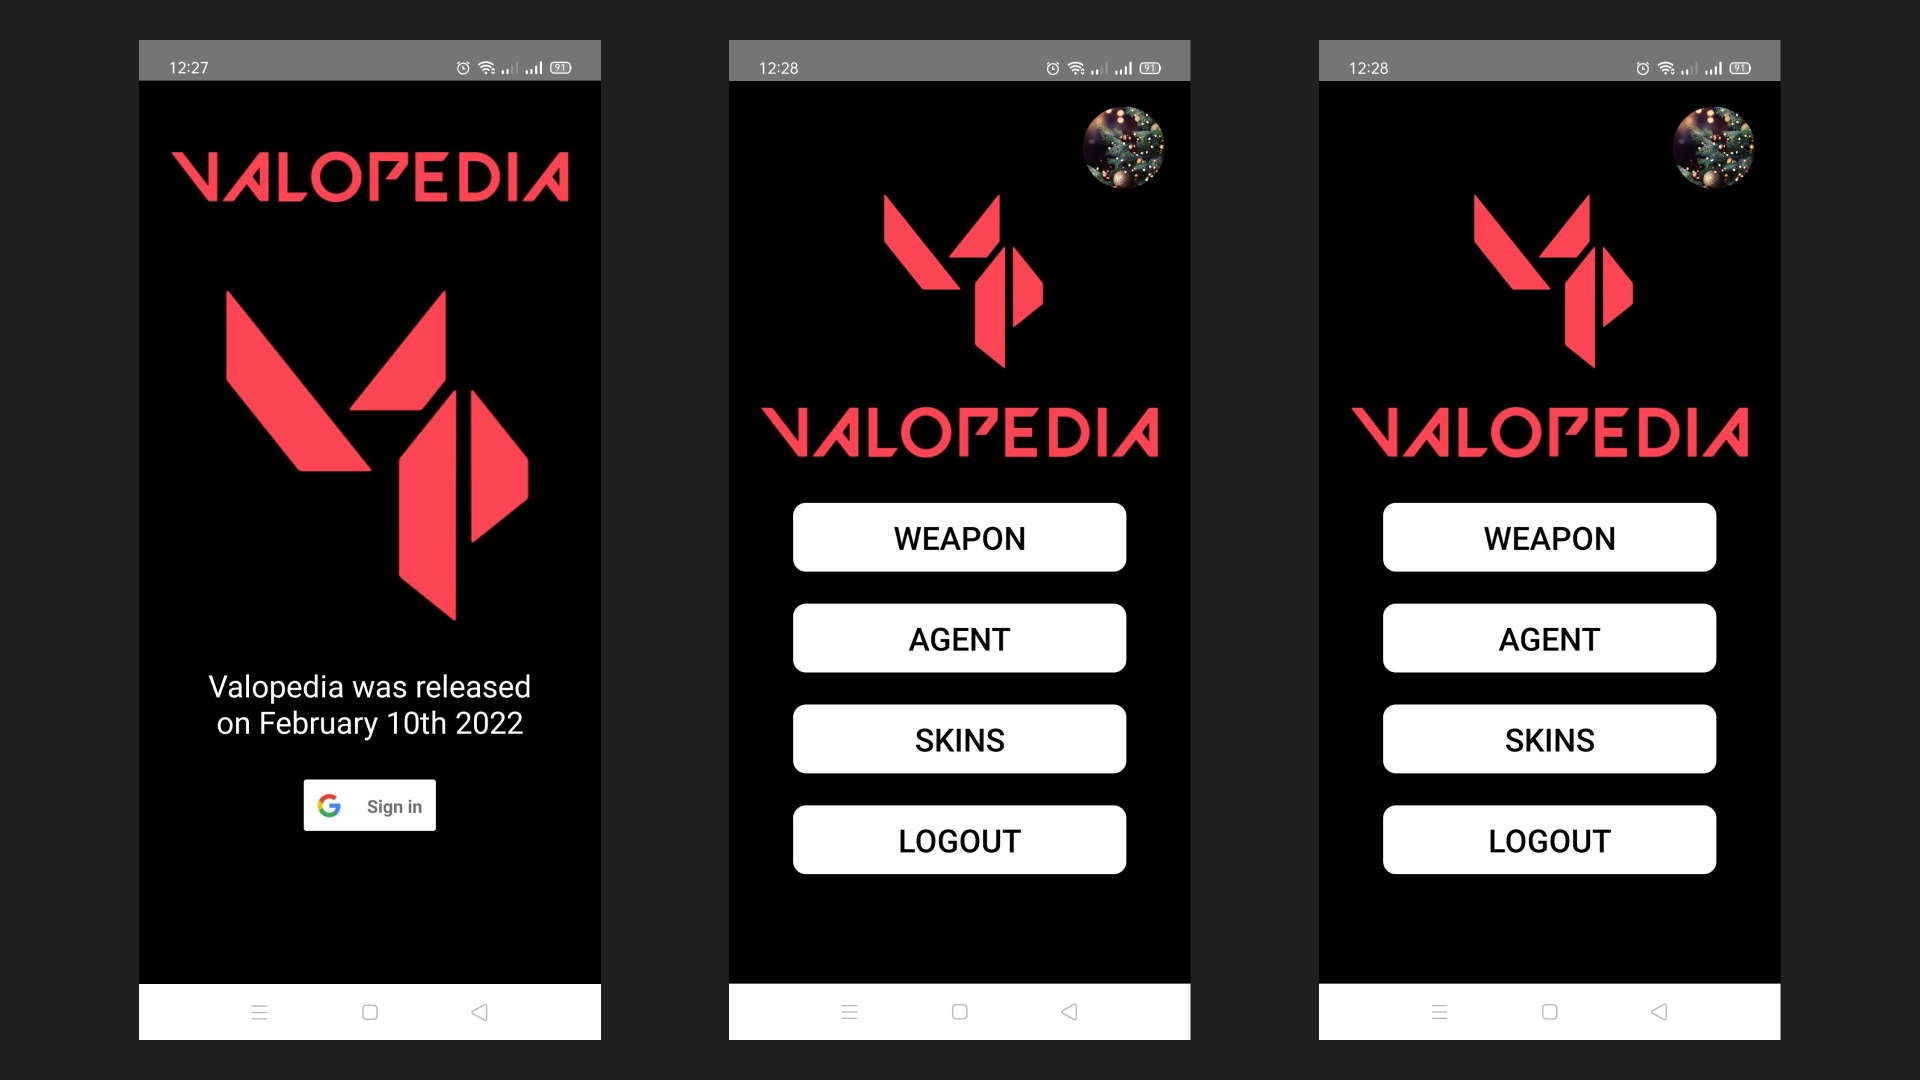 12:27
91
VALOPEDIA
Valopedia was released
on February 10th 2022
Sign in
12:28
91
VALOPEDIA
WEAPON
AGENT
SKINS
LOGOUT
12:28
91
VALOPEDIA
WEAPON
AGENT
SKINS
LOGOUT